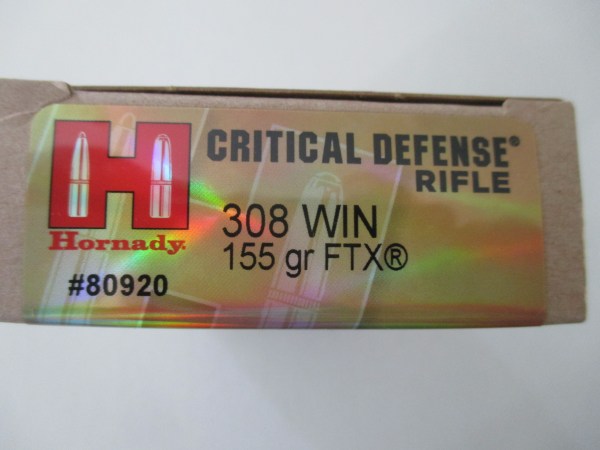 CRITICAL DEFENSE®
RIFLE
H
Hornady.
308 WIN
155 gr FTX®
#80920